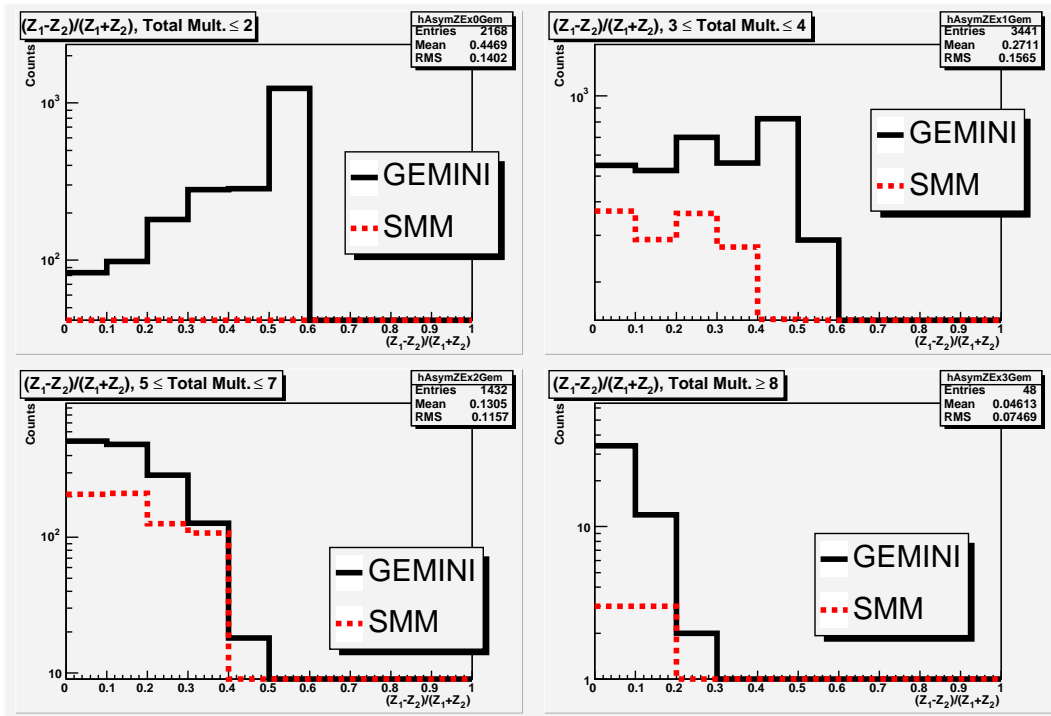 (Z₁-Z₂)/(Z₁+Z₂), Total Mult. ≤ 2
hAsymZEx0Gem
Entries 2168
Mean 0.4469
RMS 0.1402
Counts
10³
10²
GEMINI
SMM
0 0.1 0.2 0.3 0.4 0.5 0.6 0.7 0.8 0.9 1
(Z₁-Z₂)/(Z₁+Z₂)
(Z₁-Z₂)/(Z₁+Z₂), 3 ≤ Total Mult. ≤ 4
hAsymZEx1Gem
Entries 3441
Mean 0.2711
RMS 0.1565
Counts
10³
GEMINI
SMM
0 0.1 0.2 0.3 0.4 0.5 0.6 0.7 0.8 0.9 1
(Z₁-Z₂)/(Z₁+Z₂)
(Z₁-Z₂)/(Z₁+Z₂), 5 ≤ Total Mult. ≤ 7
hAsymZEx2Gem
Entries 1432
Mean 0.1305
RMS 0.1157
Counts
10²
10
GEMINI
SMM
0 0.1 0.2 0.3 0.4 0.5 0.6 0.7 0.8 0.9 1
(Z₁-Z₂)/(Z₁+Z₂)
(Z₁-Z₂)/(Z₁+Z₂), Total Mult. ≥ 8
hAsymZEx3Gem
Entries 48
Mean 0.04613
RMS 0.07469
Counts
10
1
GEMINI
SMM
0 0.1 0.2 0.3 0.4 0.5 0.6 0.7 0.8 0.9 1
(Z₁-Z₂)/(Z₁+Z₂)